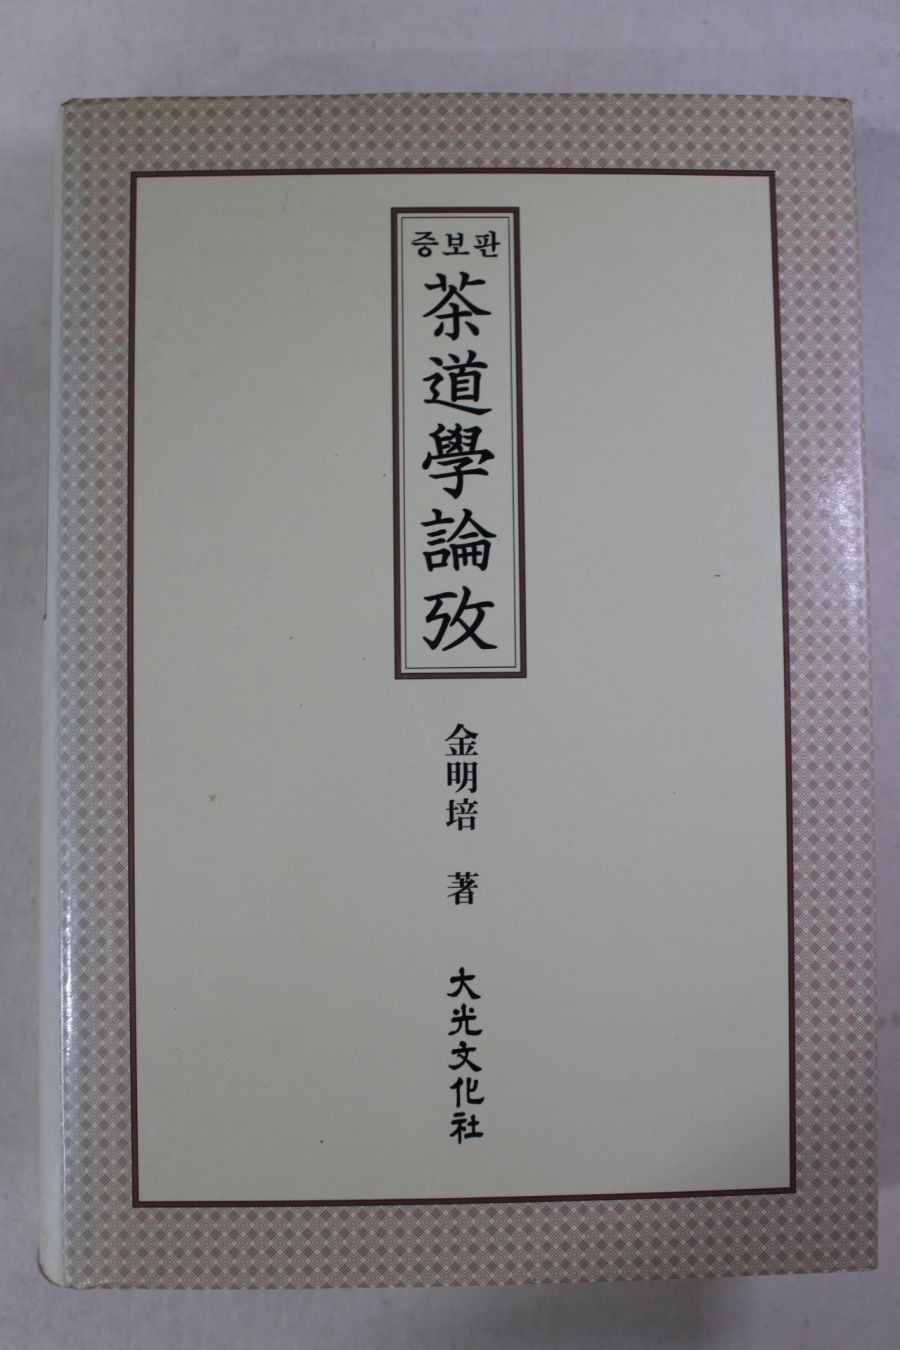 증보판
茶道學論攷
金明培 著
大光文化社